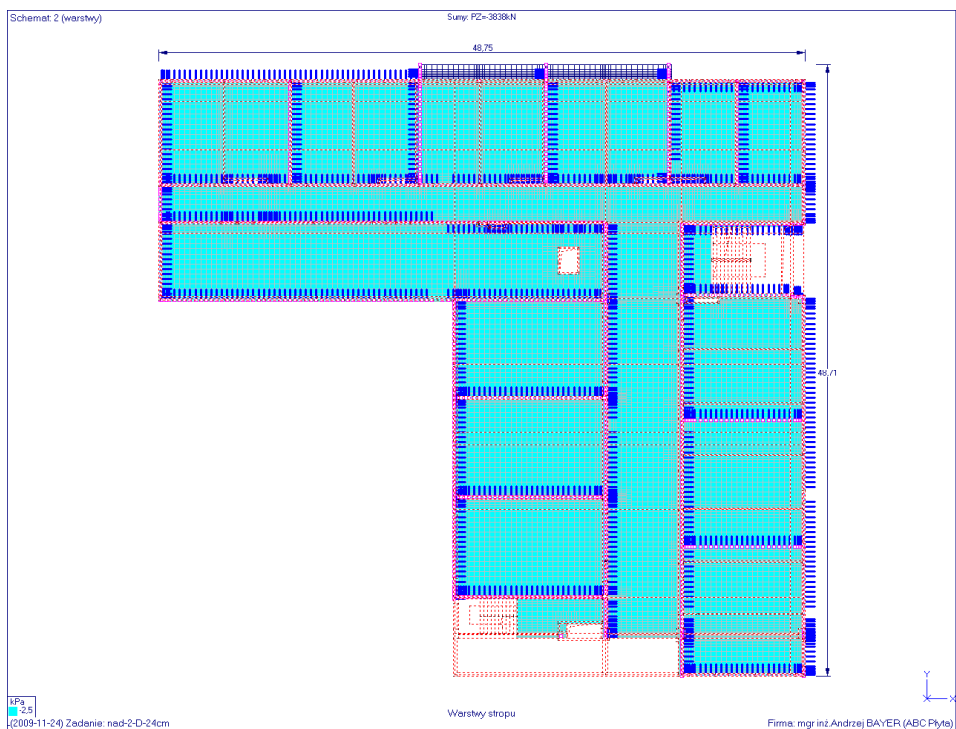 Schemat: 2 (warstwy)
Sumy: PZ=-3838kN
48,75
48,71
Y
X
kPa
-2,5
(2009-11-24) Zadanie: nad-2-D-24cm
Warstwy stropu
Firma: mgr inż.Andrzej BAYER (ABC Płyta)